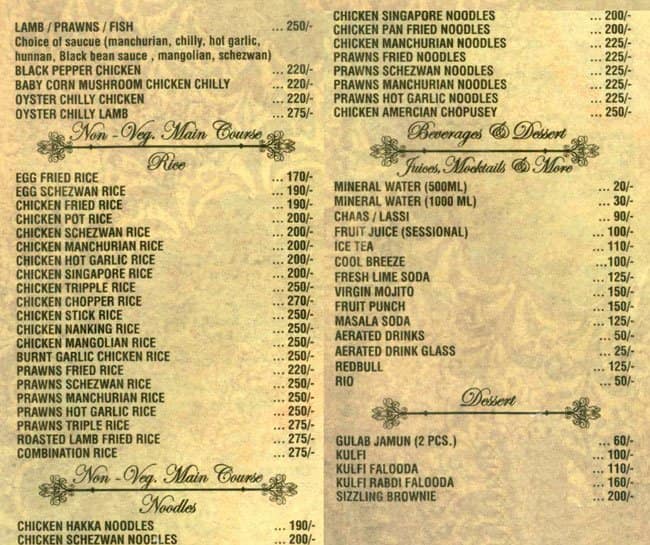 LAMB / PRAWNS / FISH ... 250/-
Choice of saucue (manchurian, chilly, hot garlic,
hunnan, Black bean sauce , mangolian, schezwan)
BLACK PEPPER CHICKEN ... 220/-
BABY CORN MUSHROOM CHICKEN CHILLY ... 220/-
OYSTER CHILLY CHICKEN ... 220/-
OYSTER CHILLY LAMB ... 275/-
Non - Veg. Main Course
Rice
EGG FRIED RICE ... 170/-
EGG SCHEZWAN RICE ... 190/-
CHICKEN FRIED RICE ... 190/-
CHICKEN POT RICE ... 200/-
CHICKEN SCHEZWAN RICE ... 200/-
CHICKEN MANCHURIAN RICE ... 200/-
CHICKEN HOT GARLIC RICE ... 200/-
CHICKEN SINGAPORE RICE ... 200/-
CHICKEN TRIPPLE RICE ... 250/-
CHICKEN CHOPPER RICE ... 270/-
CHICKEN STICK RICE ... 250/-
CHICKEN NANKING RICE ... 250/-
CHICKEN MANGOLIAN RICE ... 250/-
BURNT GARLIC CHICKEN RICE ... 250/-
PRAWNS FRIED RICE ... 220/-
PRAWNS SCHEZWAN RICE ... 250/-
PRAWNS MANCHURIAN RICE ... 250/-
PRAWNS HOT GARLIC RICE ... 250/-
PRAWNS TRIPLE RICE ... 275/-
ROASTED LAMB FRIED RICE ... 275/-
COMBINATION RICE ... 275/-
Non - Veg. Main Course
Noodles
CHICKEN HAKKA NOODLES ... 190/-
CHICKEN SCHEZWAN NOODLES ... 200/-
CHICKEN SINGAPORE NOODLES ... 200/-
CHICKEN PAN FRIED NOODLES ... 200/-
CHICKEN MANCHURIAN NOODLES ... 225/-
PRAWNS FRIED NOODLES ... 225/-
PRAWNS SCHEZWAN NOODLES ... 225/-
PRAWNS MANCHURIAN NOODLES ... 225/-
PRAWNS HOT GARLIC NOODLES ... 225/-
CHICKEN AMERCIAN CHOPUSEY ... 250/-
Beverages & Dessert
Juices, Mocktails & More
MINERAL WATER (500ML) ... 20/-
MINERAL WATER (1000 ML) ... 30/-
CHAAS / LASSI ... 90/-
FRUIT JUICE (SESSIONAL) ... 100/-
ICE TEA ... 110/-
COOL BREEZE ...100/-
FRESH LIME SODA ... 125/-
VIRGIN MOJITO ... 150/-
FRUIT PUNCH ... 150/-
MASALA SODA ... 125/-
AERATED DRINKS ... 50/-
AERATED DRINK GLASS ... 25/-
REDBULL ... 125/-
RIO ... 50/-
Dessert
GULAB JAMUN (2 PCS.) ... 60/-
KULFI ... 100/-
KULFI FALOODA ... 110/-
KULFI RABDI FALOODA ... 160/-
SIZZLING BROWNIE ... 200/-